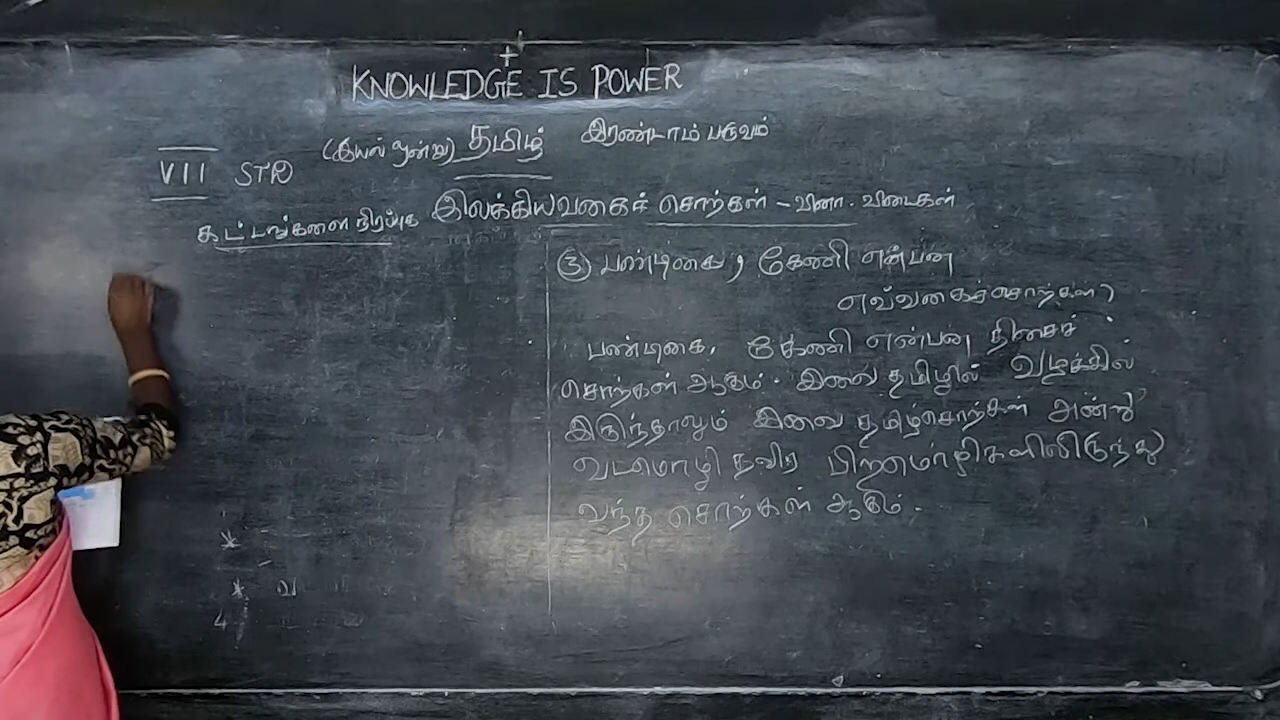 KNOWLEDGE IS POWER
(இயல் மூன்று) தமிழ் இரண்டாம் பருவம்
VII STD
இலக்கியவகைச் சொற்கள் - வினா. விடைகள்
கட்டங்களை நிரப்புக
3) பண்டிகை, கேணி என்பன
எவ்வகைச்சொற்கள்?
பண்டிகை, கேணி என்பன திசைச்
சொற்கள் ஆகும். இவை தமிழில் வழக்கில்
இருந்தாலும் இவை தமிழ்சொற்கள் அன்று
வடமொழி தவிர பிறமொழிகளிலிருந்து
வந்த சொற்கள் ஆகும்.
*
* வ
4